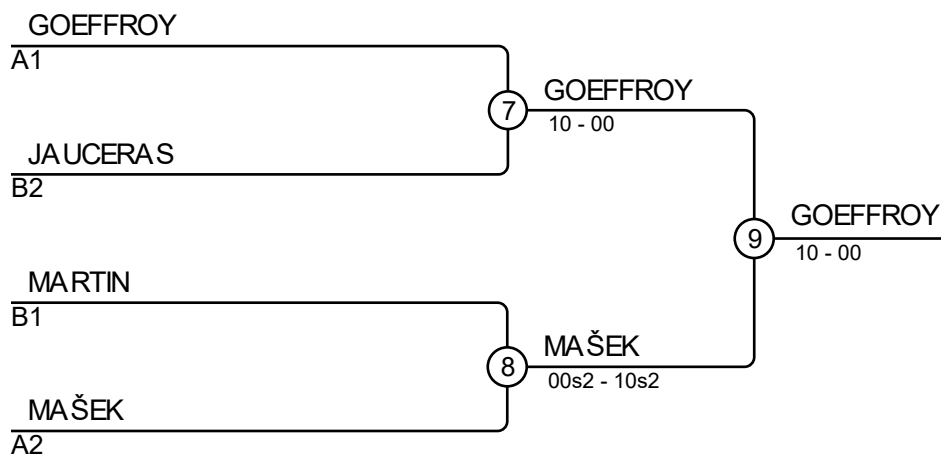 GOEFFROY
A1
7
GOEFFROY
10 - 00
JAUCERAS
B2
9
GOEFFROY
10 - 00
MARTIN
B1
8
MAŠEK
00s2 - 10s2
MAŠEK
A2